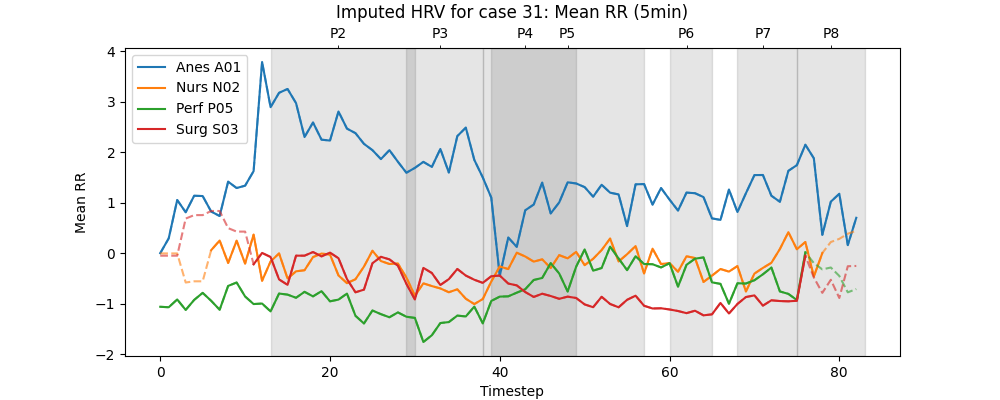 Imputed HRV for case 31: Mean RR (5min)
P2 P3 P4 P5 P6 P7 P8
Anes A01
Nurs N02
Perf P05
Surg S03
Mean RR
4
3
2
1
0
−1
−2
0 20 40 60 80
Timestep